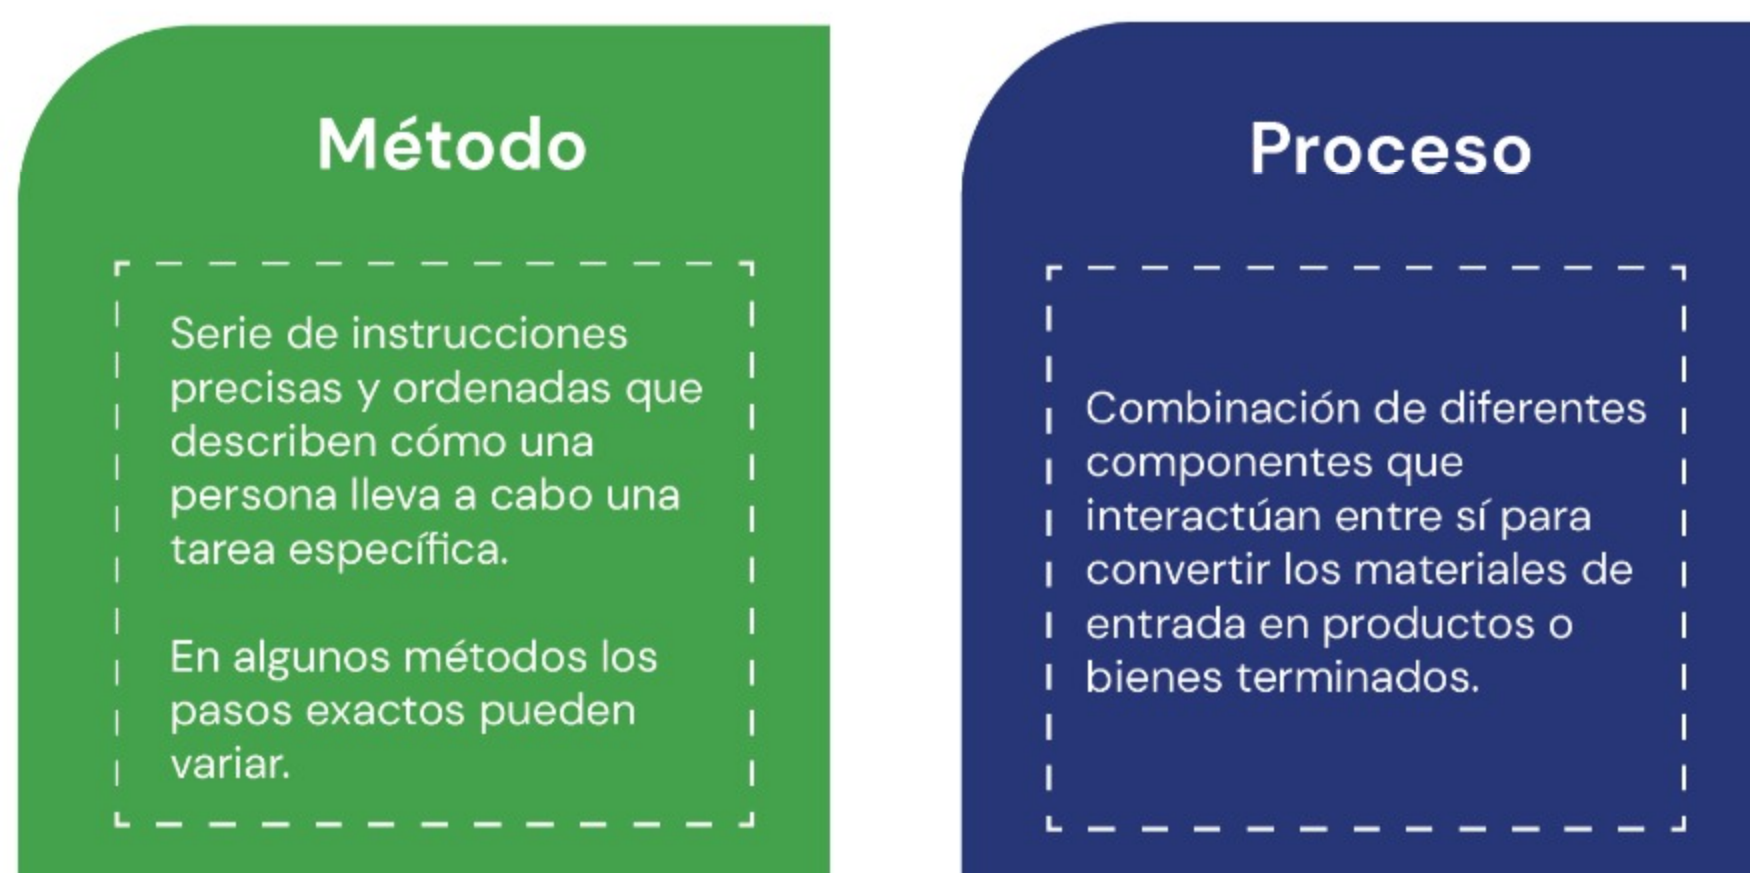 Método
Serie de instrucciones
precisas y ordenadas que
describen cómo una
persona lleva a cabo una
tarea específica.
En algunos métodos los
pasos exactos pueden
variar.
Proceso
Combinación de diferentes
componentes que
interactúan entre sí para
convertir los materiales de
entrada en productos o
bienes terminados.